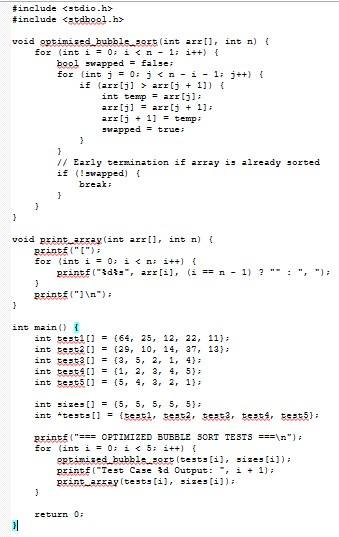 #include <stdio.h>
#include <stdbool.h>

void optimized_bubble_sort(int arr[], int n) {
    for (int i = 0; i < n - 1; i++) {
        bool swapped = false;
        for (int j = 0; j < n - i - 1; j++) {
            if (arr[j] > arr[j + 1]) {
                int temp = arr[j];
                arr[j] = arr[j + 1];
                arr[j + 1] = temp;
                swapped = true;
            }
        }
        // Early termination if array is already sorted
        if (!swapped) {
            break;
        }
    }
}

void print_array(int arr[], int n) {
    printf("[");
    for (int i = 0; i < n; i++) {
        printf("%d%s", arr[i], (i == n - 1) ? "" : ", ");
    }
    printf("]\n");
}

int main() {
    int test1[] = {64, 25, 12, 22, 11};
    int test2[] = {29, 10, 14, 37, 13};
    int test3[] = {3, 5, 2, 1, 4};
    int test4[] = {1, 2, 3, 4, 5};
    int test5[] = {5, 4, 3, 2, 1};

    int sizes[] = {5, 5, 5, 5, 5};
    int *tests[] = {test1, test2, test3, test4, test5};

    printf("=== OPTIMIZED BUBBLE SORT TESTS ===\n");
    for (int i = 0; i < 5; i++) {
        optimized_bubble_sort(tests[i], sizes[i]);
        printf("Test Case %d Output: ", i + 1);
        print_array(tests[i], sizes[i]);
    }

    return 0;
}